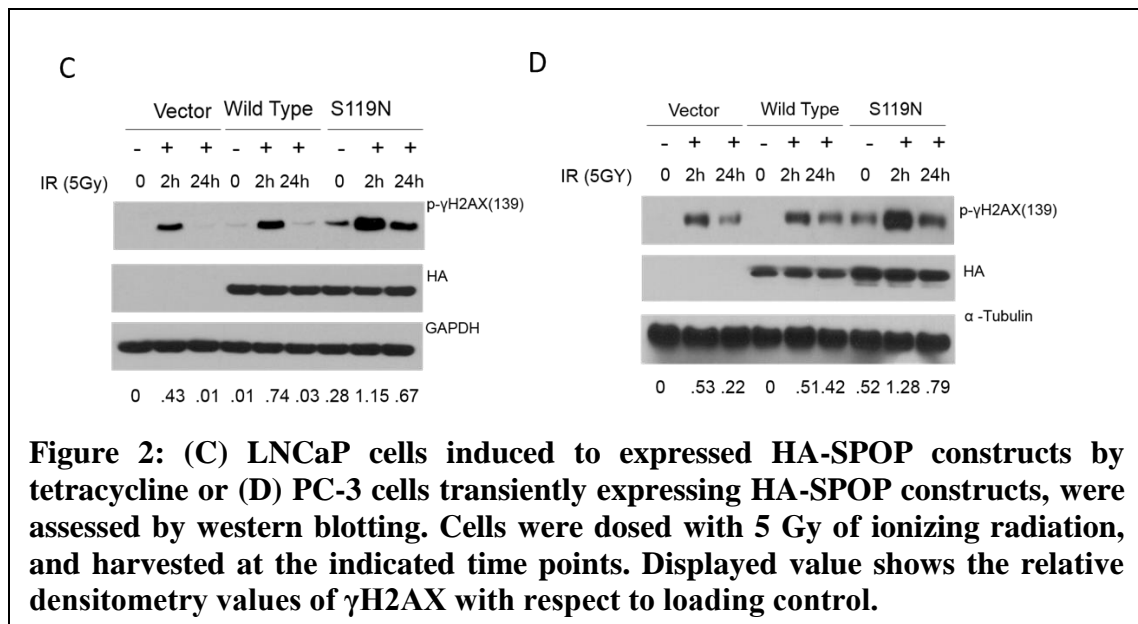 C
Vector Wild Type S119N
- + + - + + - + +
IR (5Gy) 0 2h 24h 0 2h 24h 0 2h 24h
p-γH2AX(139)
HA
GAPDH
0 .43 .01 .01 .74 .03 .28 1.15 .67
D
Vector Wild Type S119N
- + + - + + - + +
IR (5GY) 0 2h 24h 0 2h 24h 0 2h 24h
p-γH2AX(139)
HA
α -Tubulin
0 .53 .22 0 .51 .42 .52 1.28 .79
Figure 2: (C) LNCaP cells induced to expressed HA-SPOP constructs by
tetracycline or (D) PC-3 cells transiently expressing HA-SPOP constructs, were
assessed by western blotting. Cells were dosed with 5 Gy of ionizing radiation,
and harvested at the indicated time points. Displayed value shows the relative
densitometry values of γH2AX with respect to loading control.